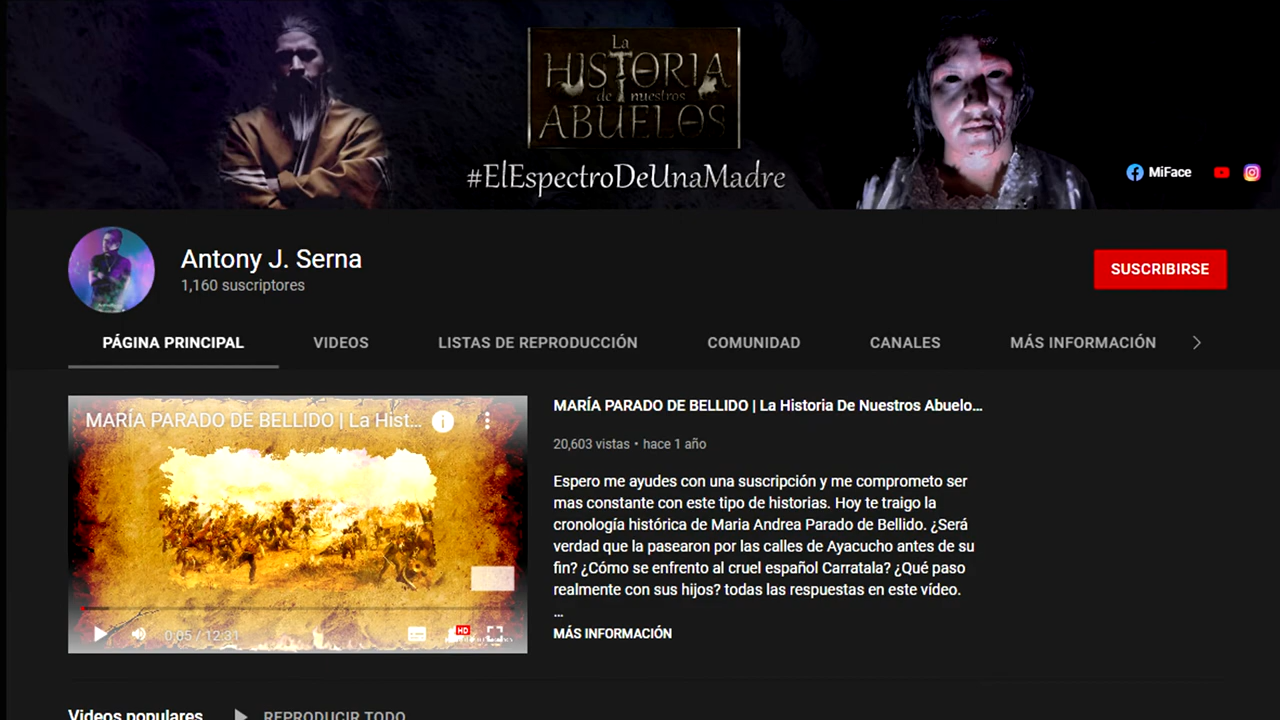 La
HISTORIA
de nuestros
ABUELOS
#ElEspectroDeUnaMadre
MiFace
Antony J. Serna
1,160 suscriptores
SUSCRIBIRSE
PÁGINA PRINCIPAL
VIDEOS
LISTAS DE REPRODUCCIÓN
COMUNIDAD
CANALES
MÁS INFORMACIÓN
MARÍA PARADO DE BELLIDO | La Hist...
0:05 / 12:31
HD
MARÍA PARADO DE BELLIDO | La Historia De Nuestros Abuelo...
20,603 vistas • hace 1 año
Espero me ayudes con una suscripción y me comprometo ser
mas constante con este tipo de historias. Hoy te traigo la
cronología histórica de Maria Andrea Parado de Bellido. ¿Será
verdad que la pasearon por las calles de Ayacucho antes de su
fin? ¿Cómo se enfrento al cruel español Carratala? ¿Qué paso
realmente con sus hijos? todas las respuestas en este vídeo.
...
MÁS INFORMACIÓN
Videos populares
REPRODUCIR TODO